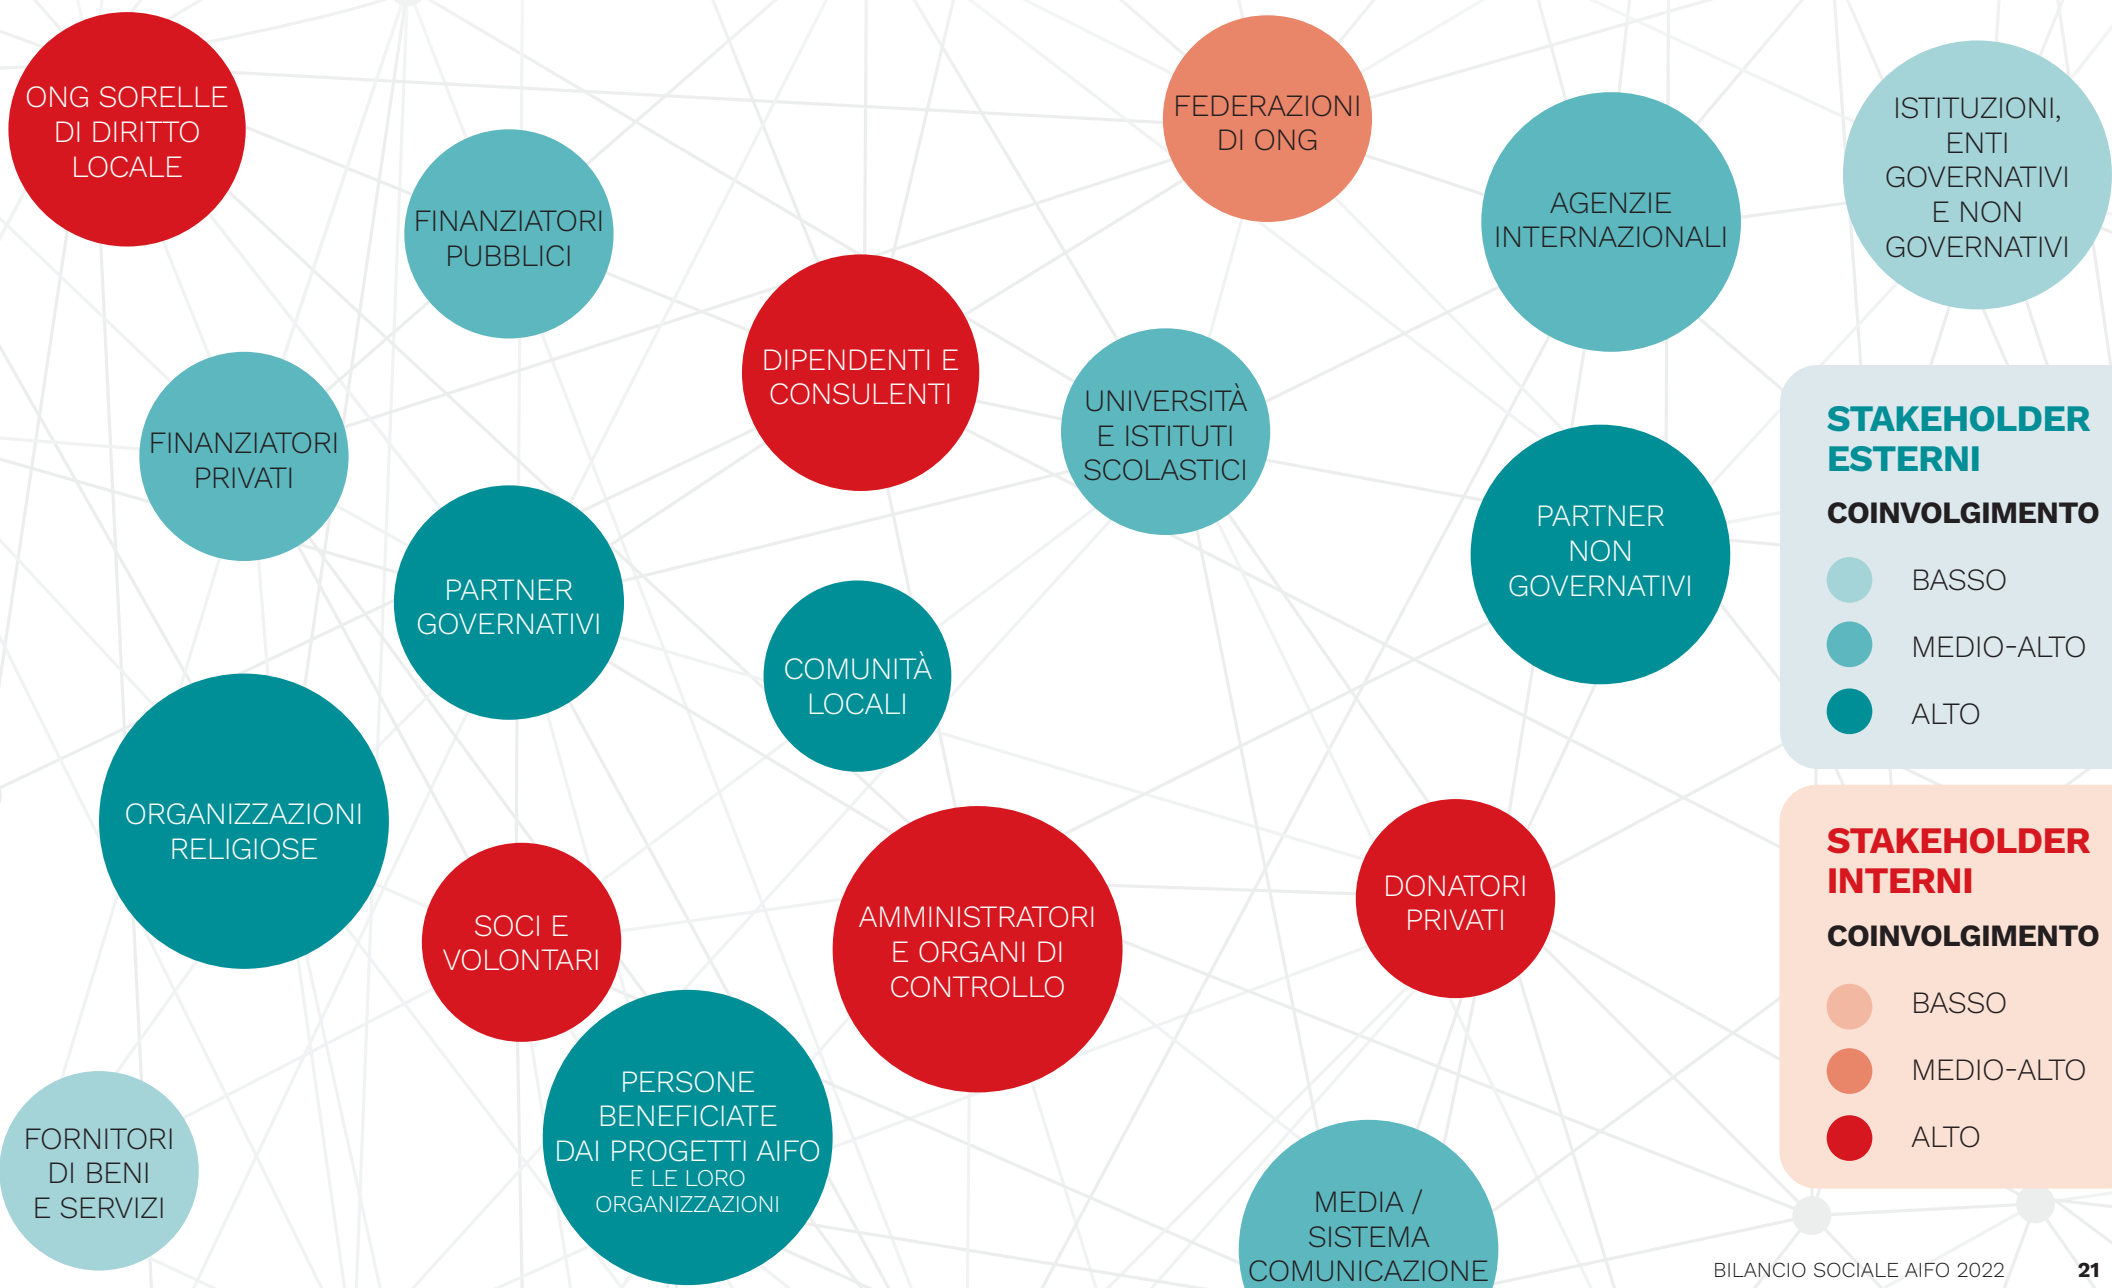 ONG SORELLE
DI DIRITTO
LOCALE
FINANZIATORI
PUBBLICI
FEDERAZIONI
DI ONG
AGENZIE
INTERNAZIONALI
ISTITUZIONI,
ENTI
GOVERNATIVI
E NON
GOVERNATIVI
FINANZIATORI
PRIVATI
DIPENDENTI E
CONSULENTI
UNIVERSITÀ
E ISTITUTI
SCOLASTICI
PARTNER
GOVERNATIVI
COMUNITÀ
LOCALI
PARTNER
NON
GOVERNATIVI
ORGANIZZAZIONI
RELIGIOSE
SOCI E
VOLONTARI
AMMINISTRATORI
E ORGANI DI
CONTROLLO
DONATORI
PRIVATI
FORNITORI
DI BENI
E SERVIZI
PERSONE
BENEFICIATE
DAI PROGETTI AIFO
E LE LORO
ORGANIZZAZIONI
MEDIA /
SISTEMA
COMUNICAZIONE
STAKEHOLDER
ESTERNI
COINVOLGIMENTO
BASSO
MEDIO-ALTO
ALTO
STAKEHOLDER
INTERNI
COINVOLGIMENTO
BASSO
MEDIO-ALTO
ALTO
BILANCIO SOCIALE AIFO 2022 21